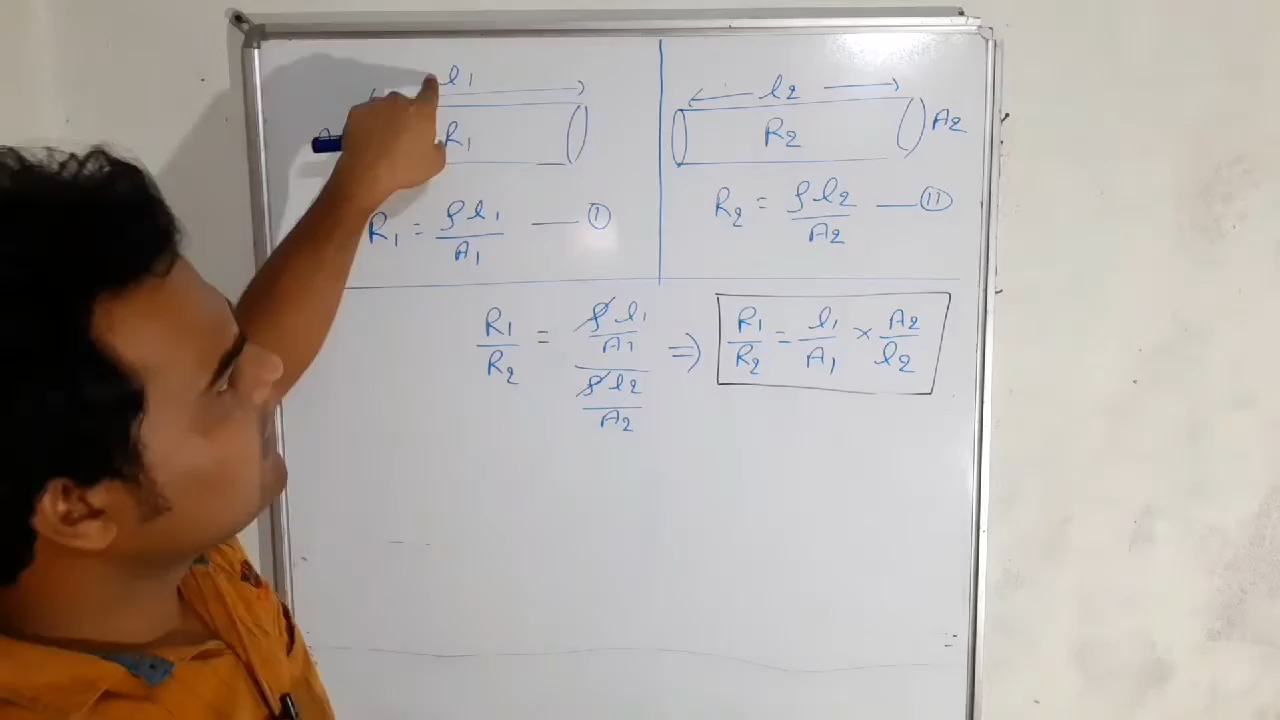 l₁
R₁
R₁ = ρl₁/A₁ —— (I)
l₂
R₂ A₂
R₂ = ρl₂/A₂ —— (II)
R₁/R₂ = (ρl₁/A₁)/(ρl₂/A₂) ⇒ R₁/R₂ = l₁/A₁ × A₂/l₂